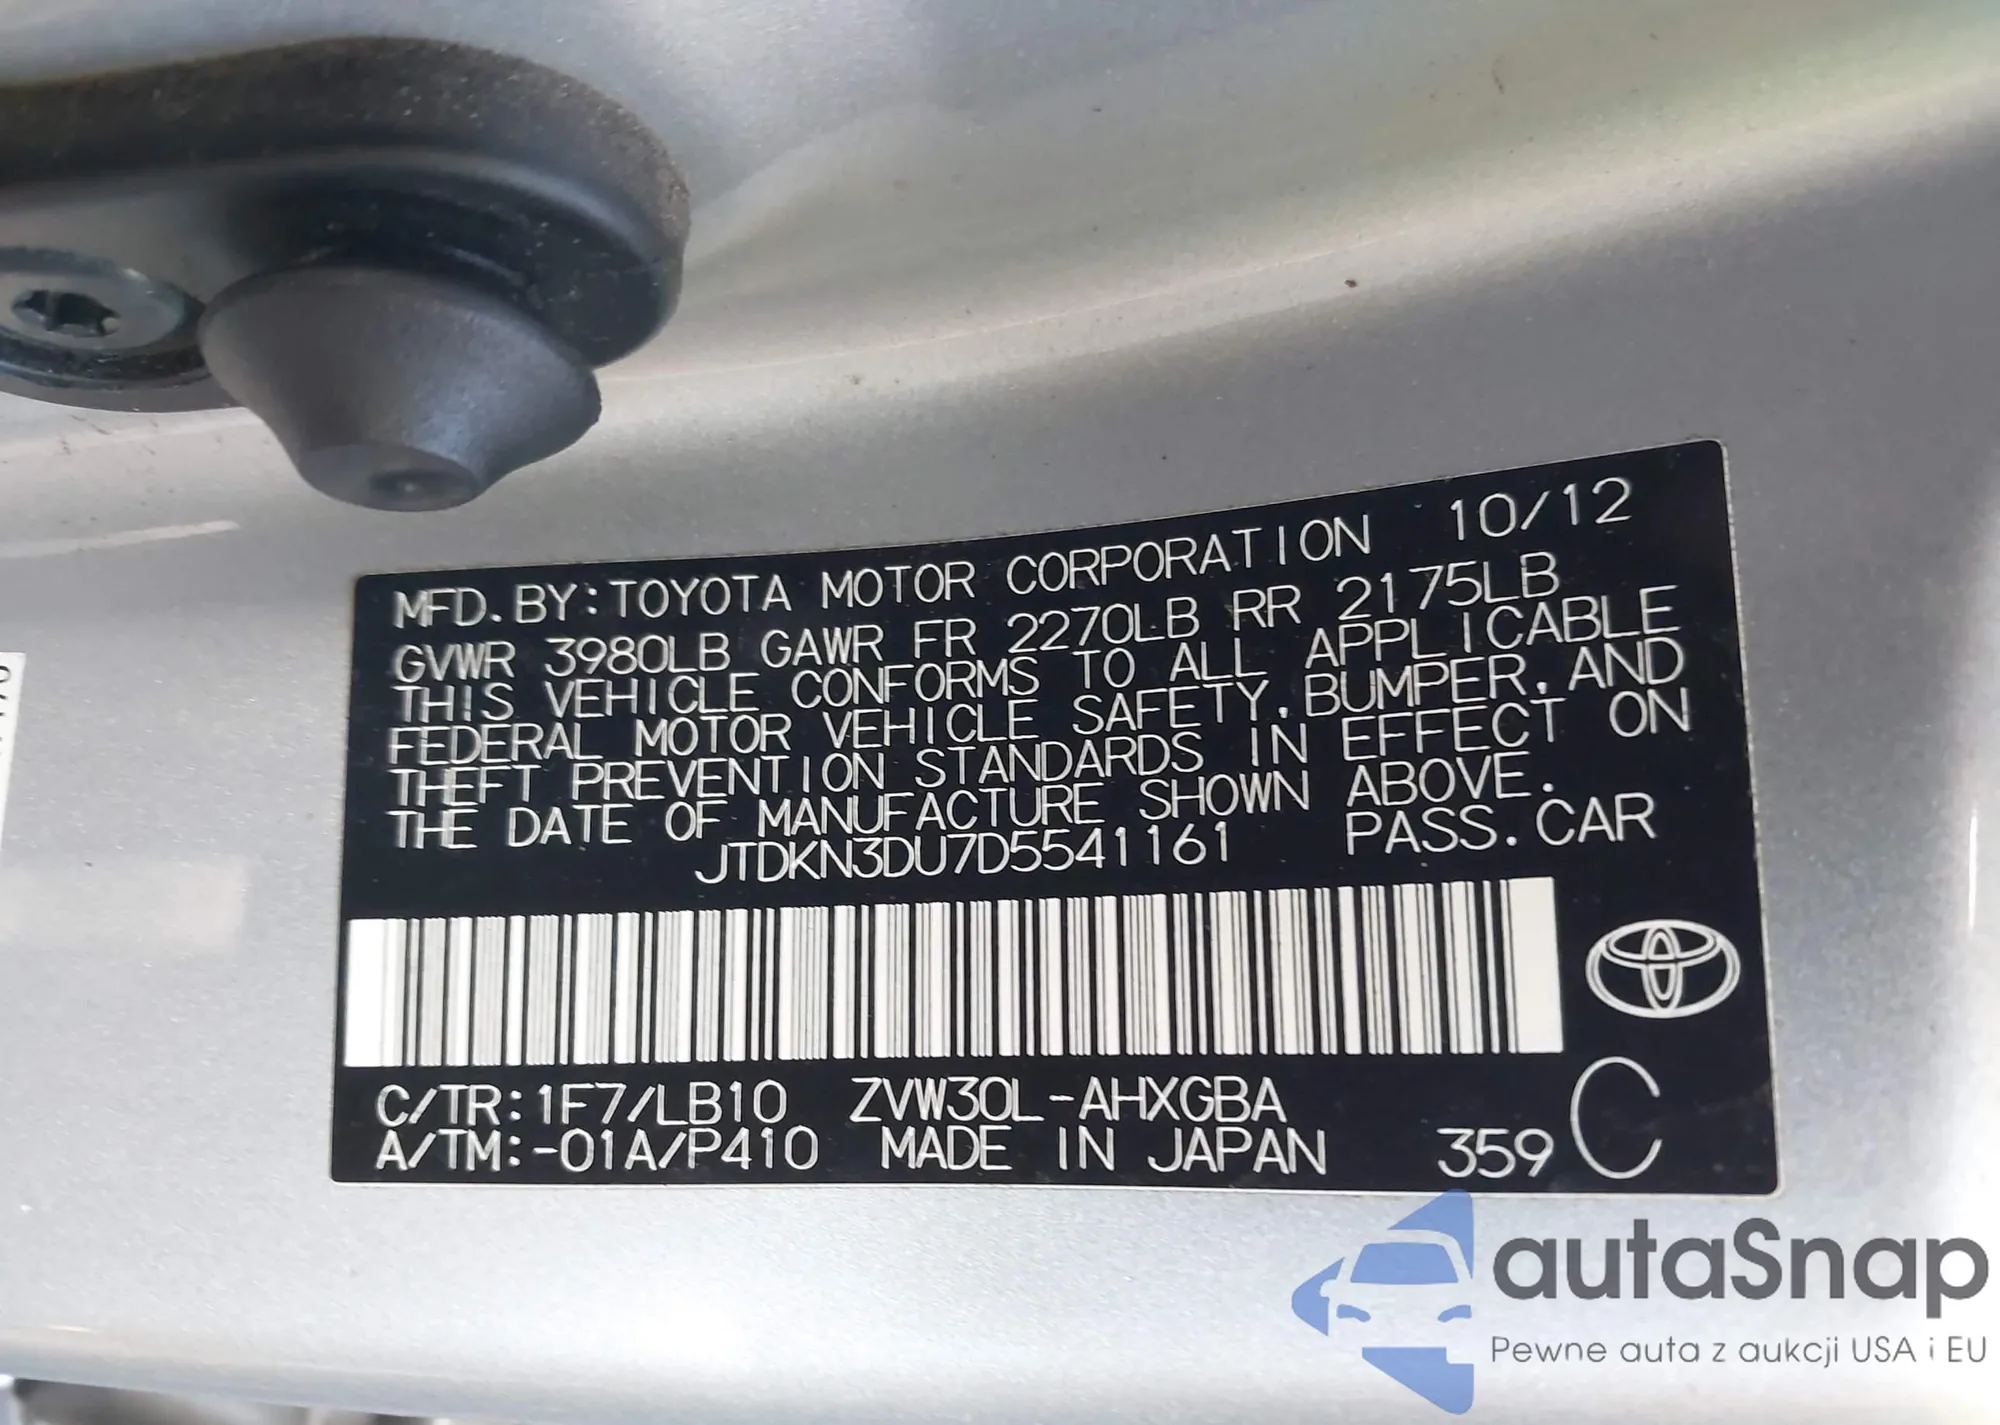 MFD. BY: TOYOTA MOTOR CORPORATION 10/12
GVWR 3980LB GAWR FR 2270LB RR 2175LB
THIS VEHICLE CONFORMS TO ALL APPLICABLE
FEDERAL MOTOR VEHICLE SAFETY, BUMPER, AND
THEFT PREVENTION STANDARDS IN EFFECT ON
THE DATE OF MANUFACTURE SHOWN ABOVE.
JTDKN3DU7D5541161 PASS. CAR
C/TR: 1F7/LB10 ZVW30L-AHXGBA
A/TM: -01A/P410 MADE IN JAPAN 359 C
autaSnap
Pewne auta z aukcji USA i EU